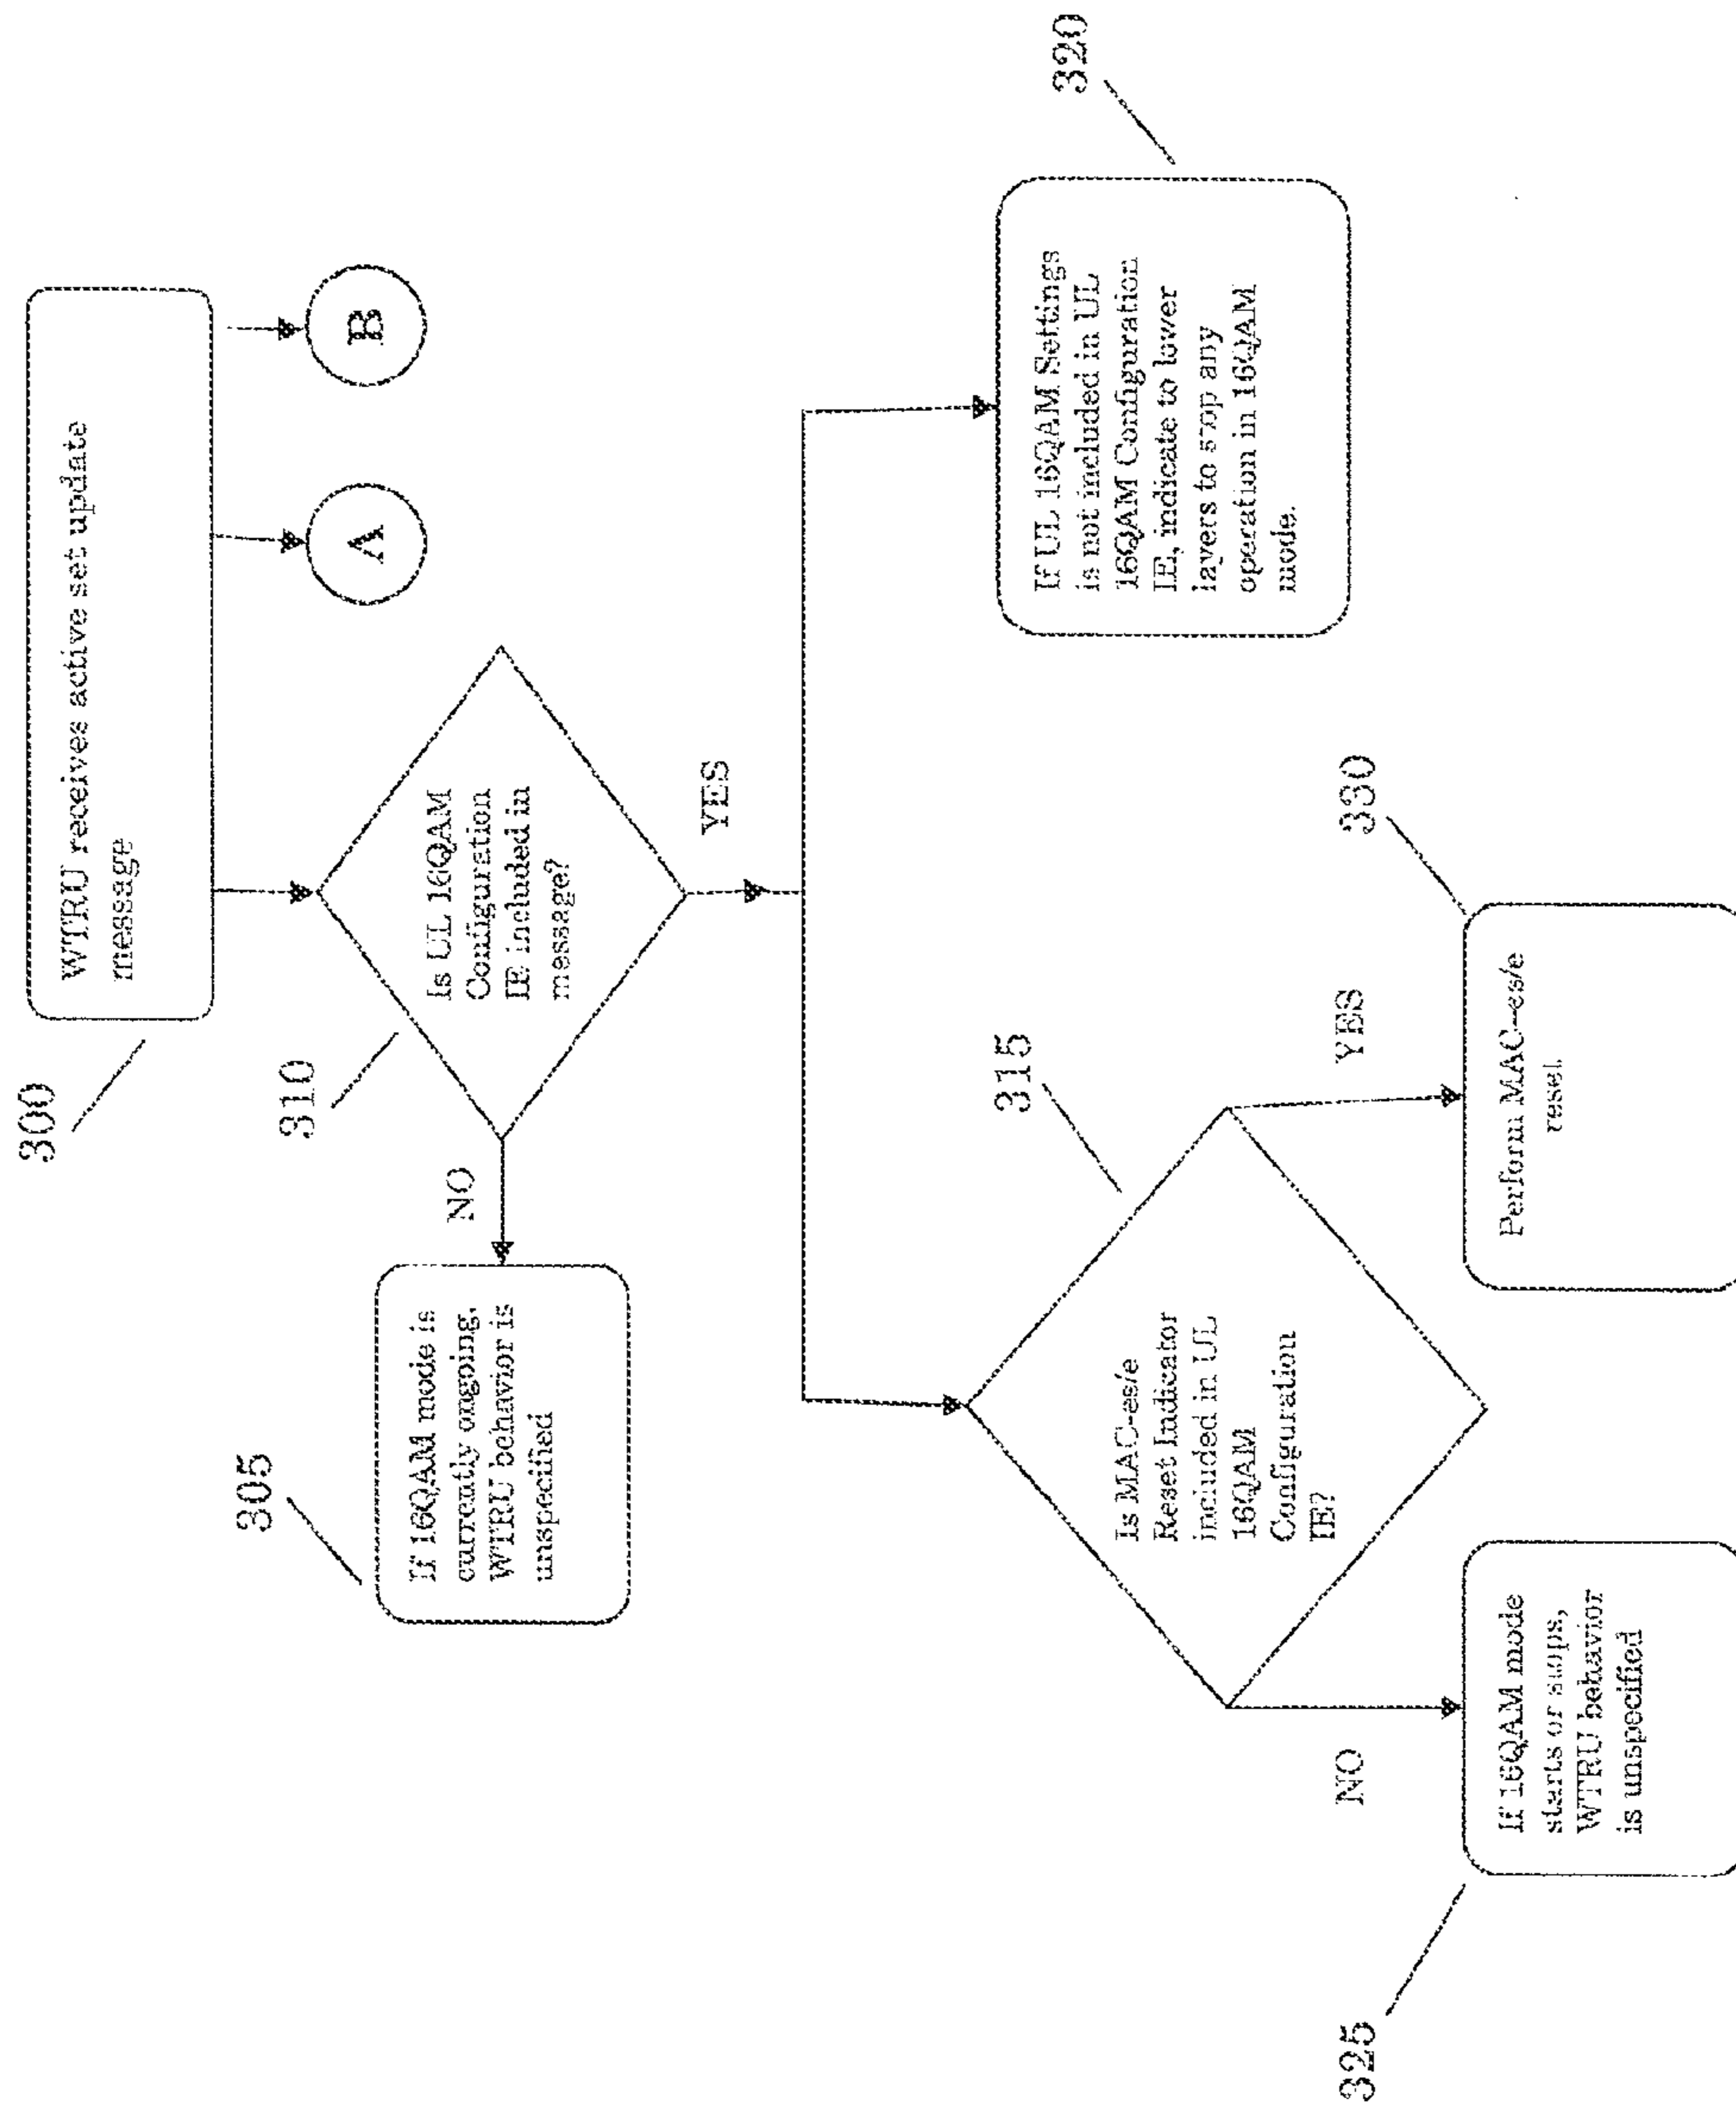 300
WTRU receives active set update
message
A
B
310
Is UL 16QAM
Configuration
IE included in
message?
NO
YES
305
If 16QAM mode is
currently ongoing,
WTRU behavior is
unspecified
315
Is MAC-es/e
Reset Indicator
included in UL
16QAM
Configuration
IE?
320
If UL 16QAM Settings
is not included in UL
16QAM Configuration
IE, indicate to lower
layers to stop any
operation in 16QAM
mode.
NO
YES
325
If 16QAM mode
starts or stops,
WTRU behavior
is unspecified
330
Perform MAC-es/e
reset.